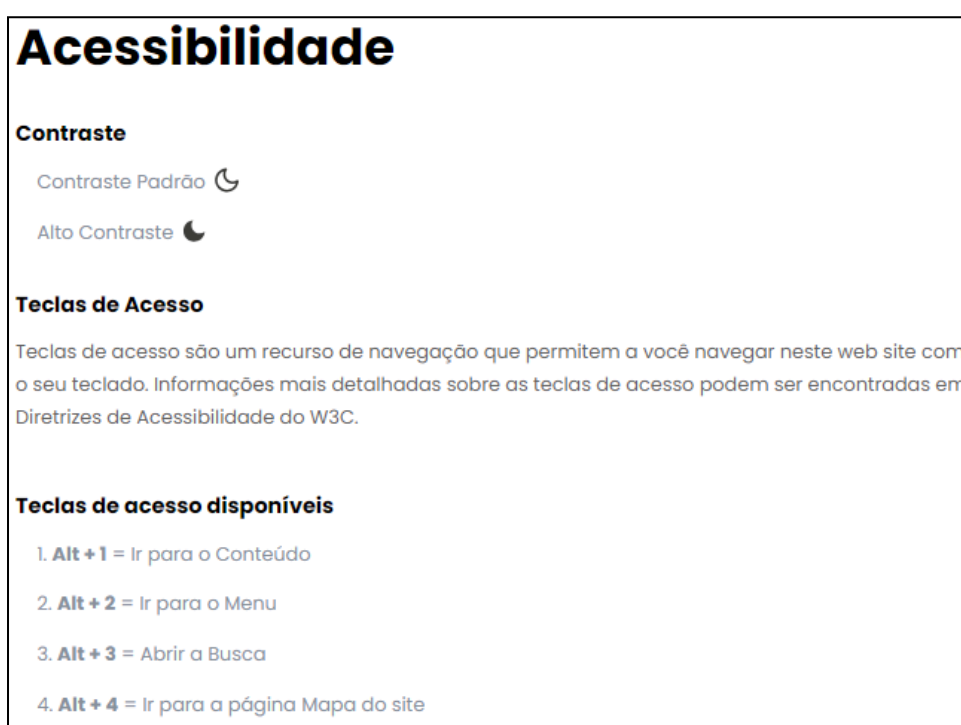 Acessibilidade
Contraste
Contraste Padrão
Alto Contraste
Teclas de Acesso
Teclas de acesso são um recurso de navegação que permitem a você navegar neste web site com
o seu teclado. Informações mais detalhadas sobre as teclas de acesso podem ser encontradas em
Diretrizes de Acessibilidade do W3C.
Teclas de acesso disponíveis
1. Alt + 1 = Ir para o Conteúdo
2. Alt + 2 = Ir para o Menu
3. Alt + 3 = Abrir a Busca
4. Alt + 4 = Ir para a página Mapa do site